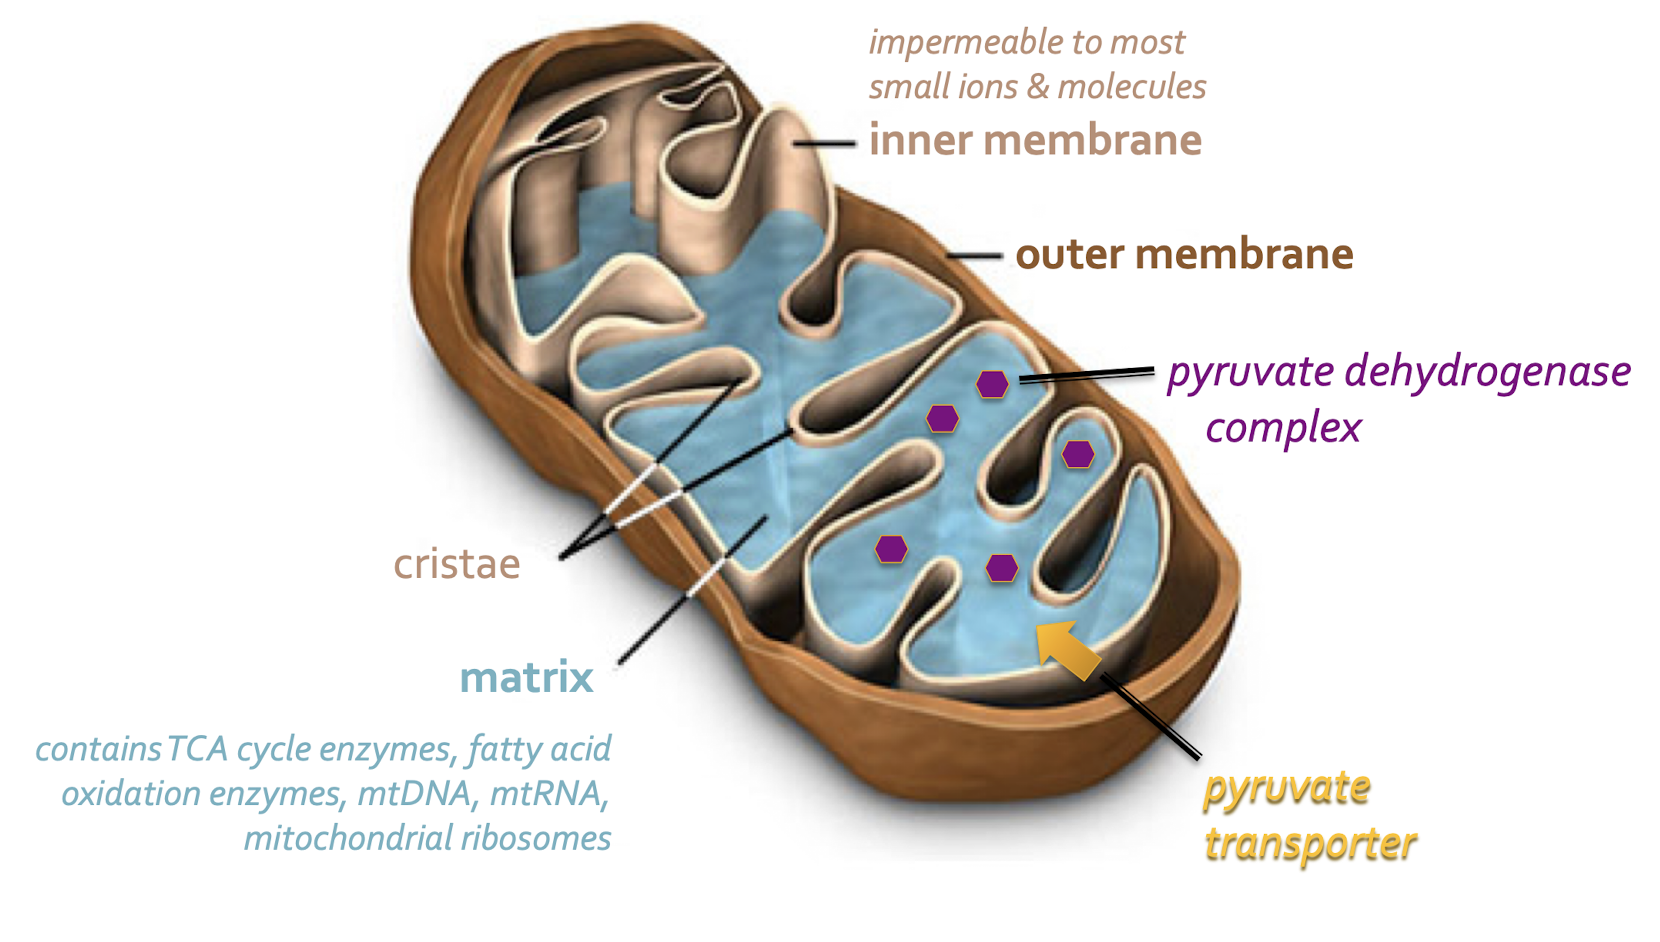 impermeable to most
small ions & molecules
inner membrane
outer membrane
pyruvate dehydrogenase
complex
cristae
matrix
contains TCA cycle enzymes, fatty acid
oxidation enzymes, mtDNA, mtRNA,
mitochondrial ribosomes
pyruvate
transporter